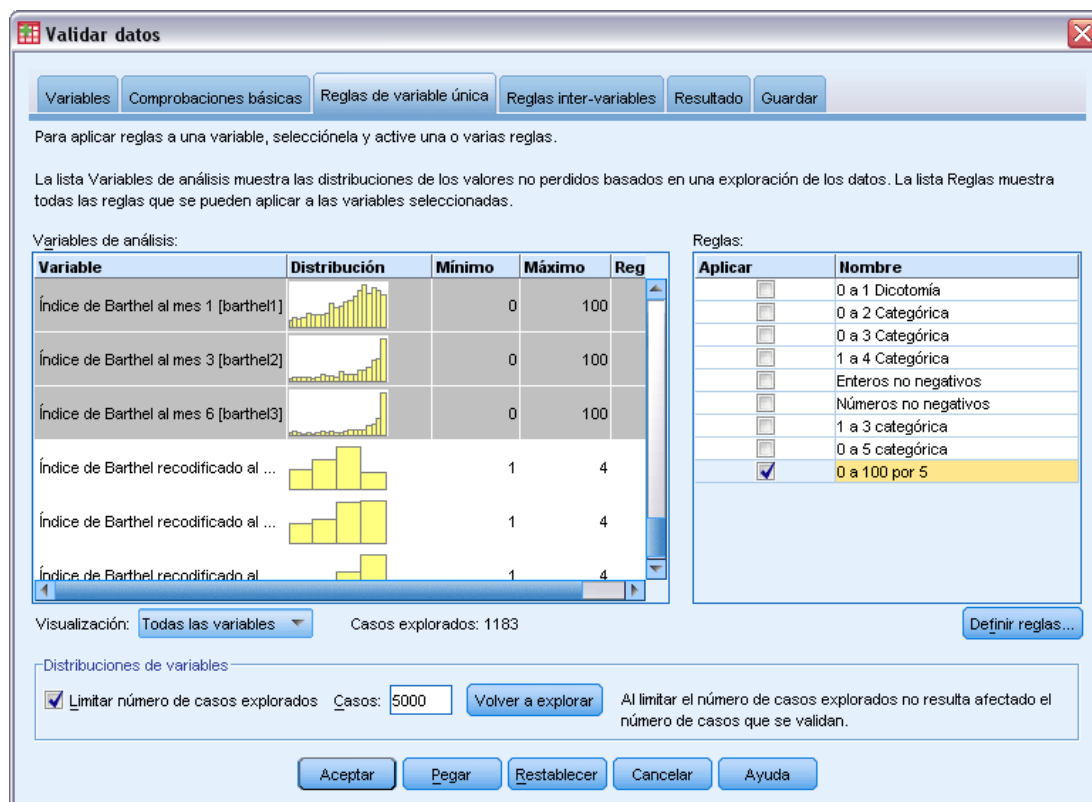 Validar datos
Variables
Comprobaciones básicas
Reglas de variable única
Reglas inter-variables
Resultado
Guardar
Para aplicar reglas a una variable, selecciónela y active una o varias reglas.
La lista Variables de análisis muestra las distribuciones de los valores no perdidos basados en una exploración de los datos. La lista Reglas muestra
todas las reglas que se pueden aplicar a las variables seleccionadas.
Variables de análisis:
Variable Distribución Mínimo Máximo Reg
Índice de Barthel al mes 1 [barthel1] 0 100
Índice de Barthel al mes 3 [barthel2] 0 100
Índice de Barthel al mes 6 [barthel3] 0 100
Índice de Barthel recodificado al ... 1 4
Índice de Barthel recodificado al ... 1 4
Índice de Barthel recodificado al 1 4
Reglas:
Aplicar Nombre
0 a 1 Dicotomía
0 a 2 Categórica
0 a 3 Categórica
1 a 4 Categórica
Enteros no negativos
Números no negativos
1 a 3 categórica
0 a 5 categórica
0 a 100 por 5
Visualización: Todas las variables
Casos explorados: 1183
Definir reglas...
Distribuciones de variables
Limitar número de casos explorados Casos: 5000 Volver a explorar
Al limitar el número de casos explorados no resulta afectado el
número de casos que se validan.
Aceptar
Pegar
Restablecer
Cancelar
Ayuda